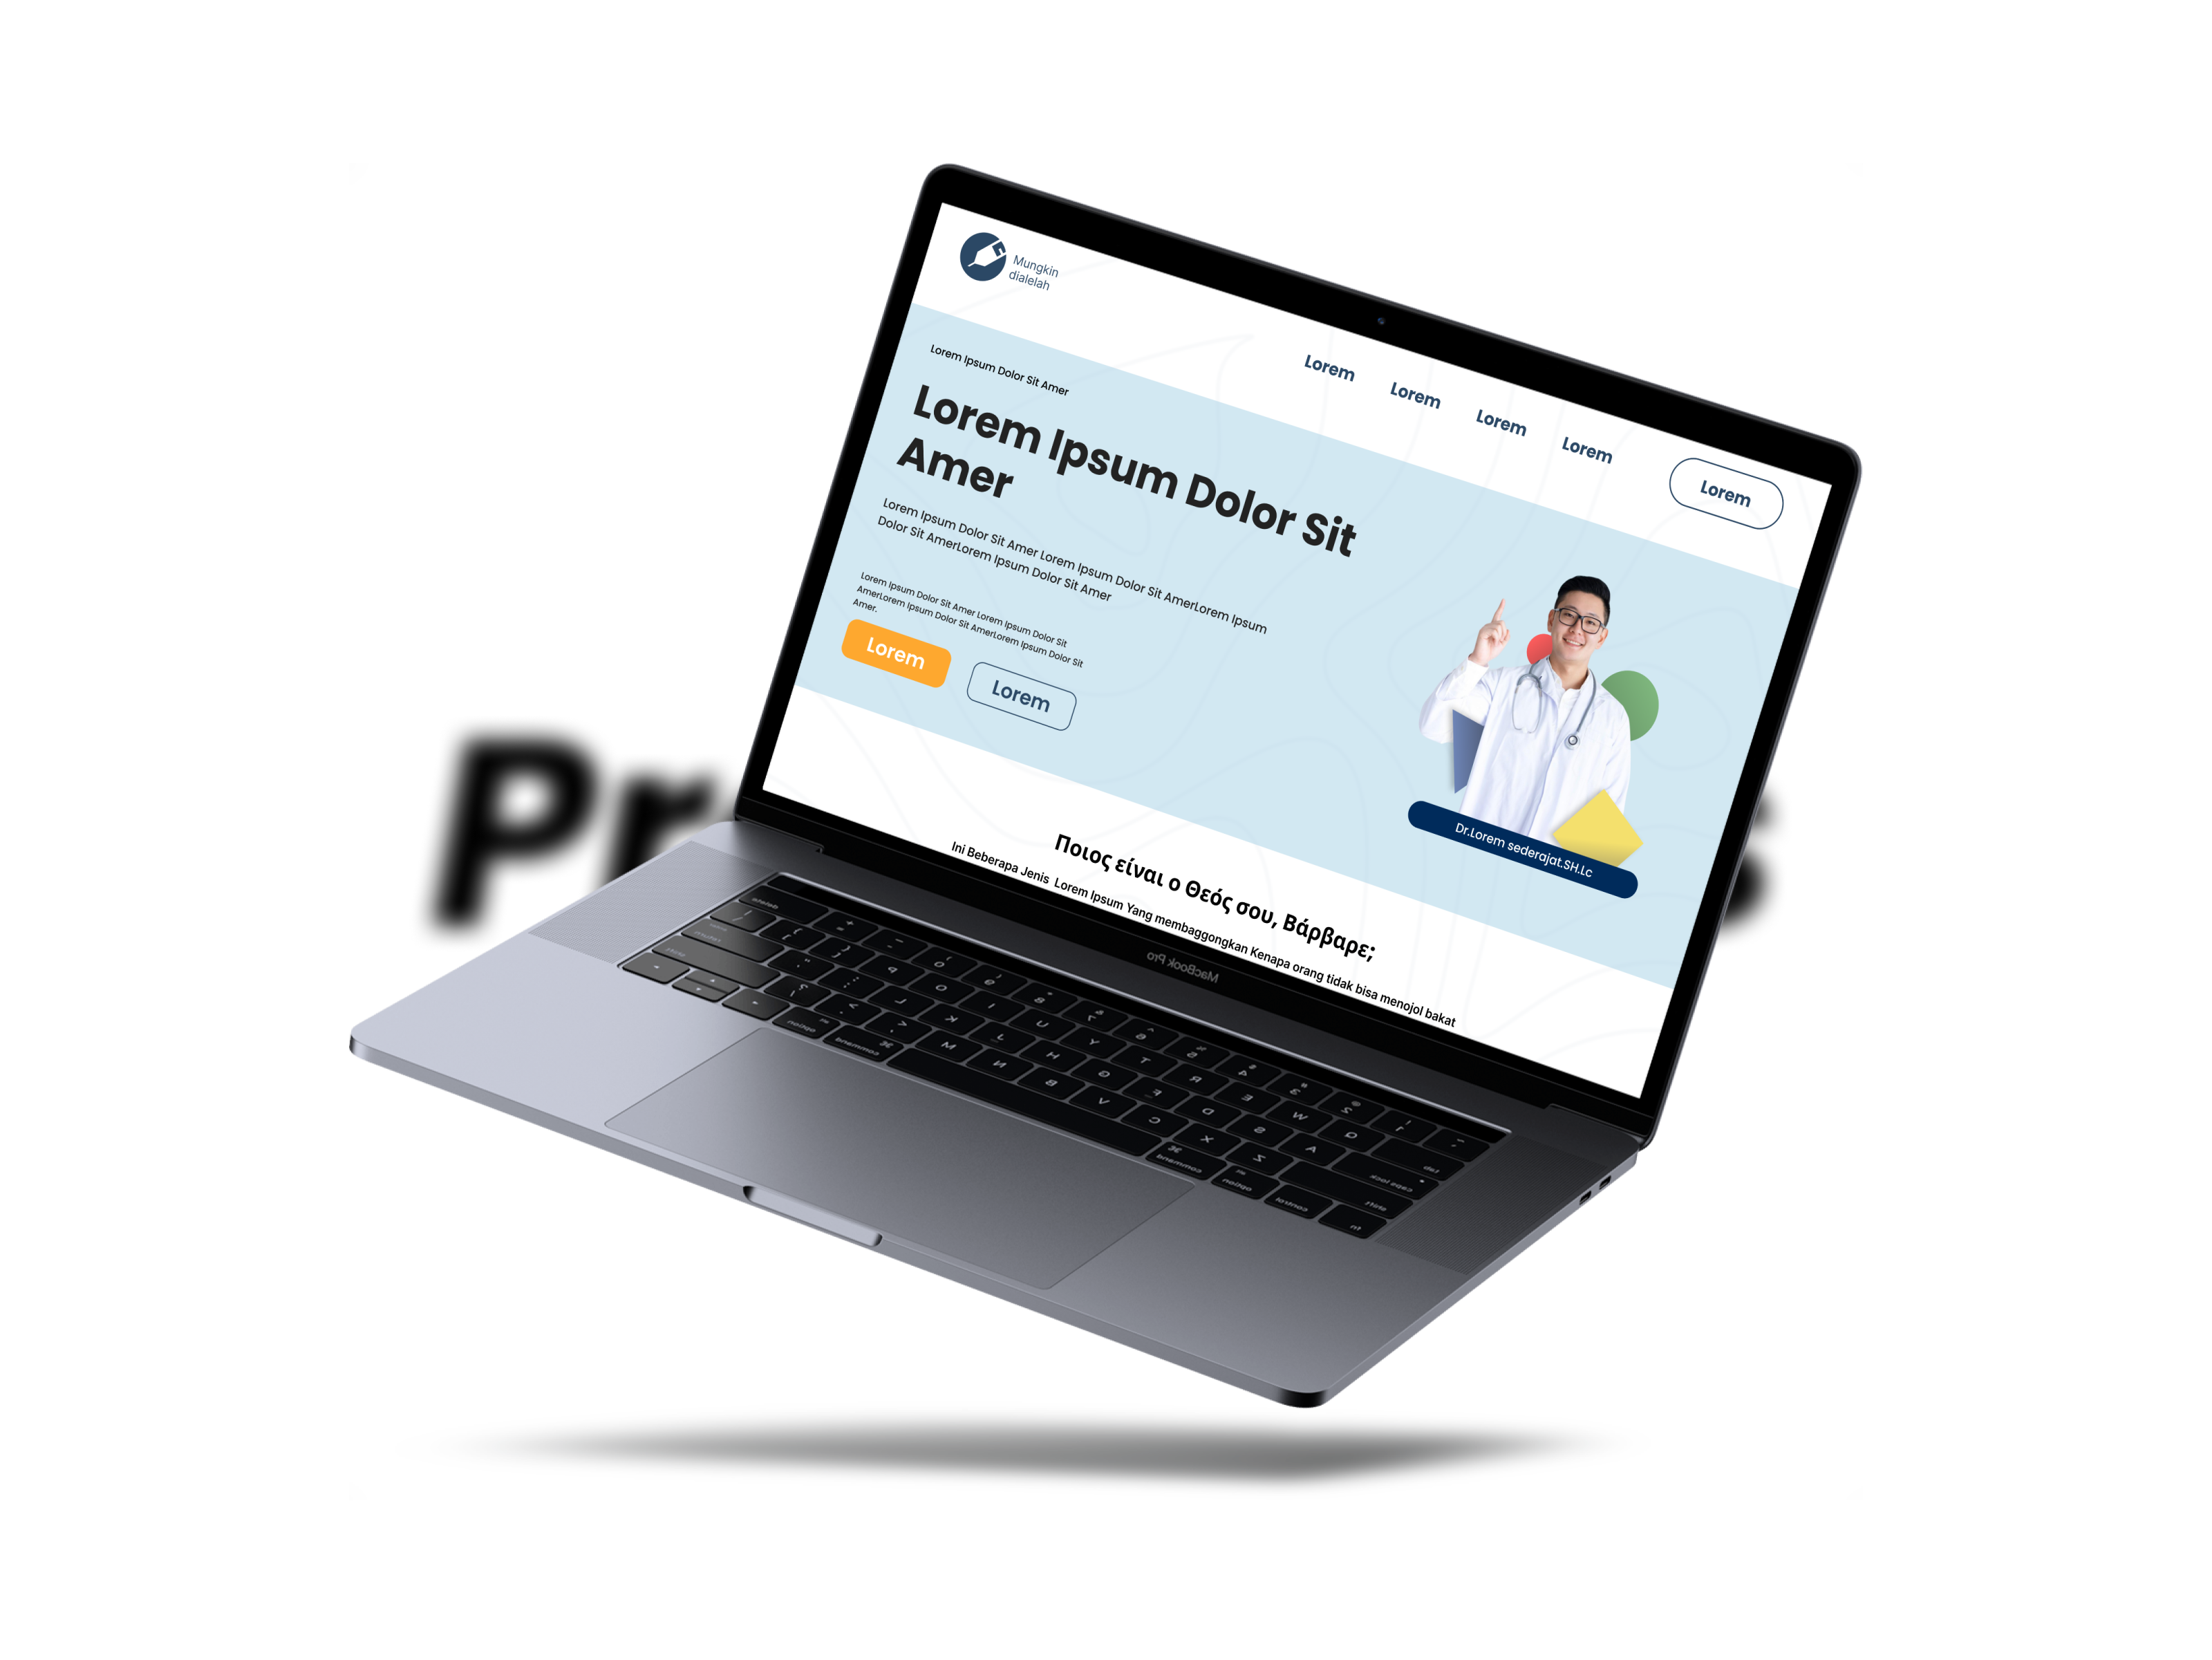 Mungkin
dialelah
Lorem
Lorem
Lorem
Lorem
Lorem
Lorem Ipsum Dolor Sit Amer
Lorem Ipsum Dolor Sit
Amer
Lorem Ipsum Dolor Sit Amer Lorem Ipsum Dolor Sit AmerLorem Ipsum
Dolor Sit AmerLorem Ipsum Dolor Sit Amer
Lorem Ipsum Dolor Sit Amer Lorem Ipsum Dolor Sit
AmerLorem Ipsum Dolor Sit AmerLorem Ipsum Dolor Sit
Amer.
Lorem
Lorem
Dr.Lorem sederajat.SH.Lc
Ποιος είναι ο Θεός σου, Βάρβαρε;
Ini Beberapa Jenis Lorem Ipsum Yang membaggongkan Kenapa orang tidak bisa menojol bakat
Pr
MacBook Pro